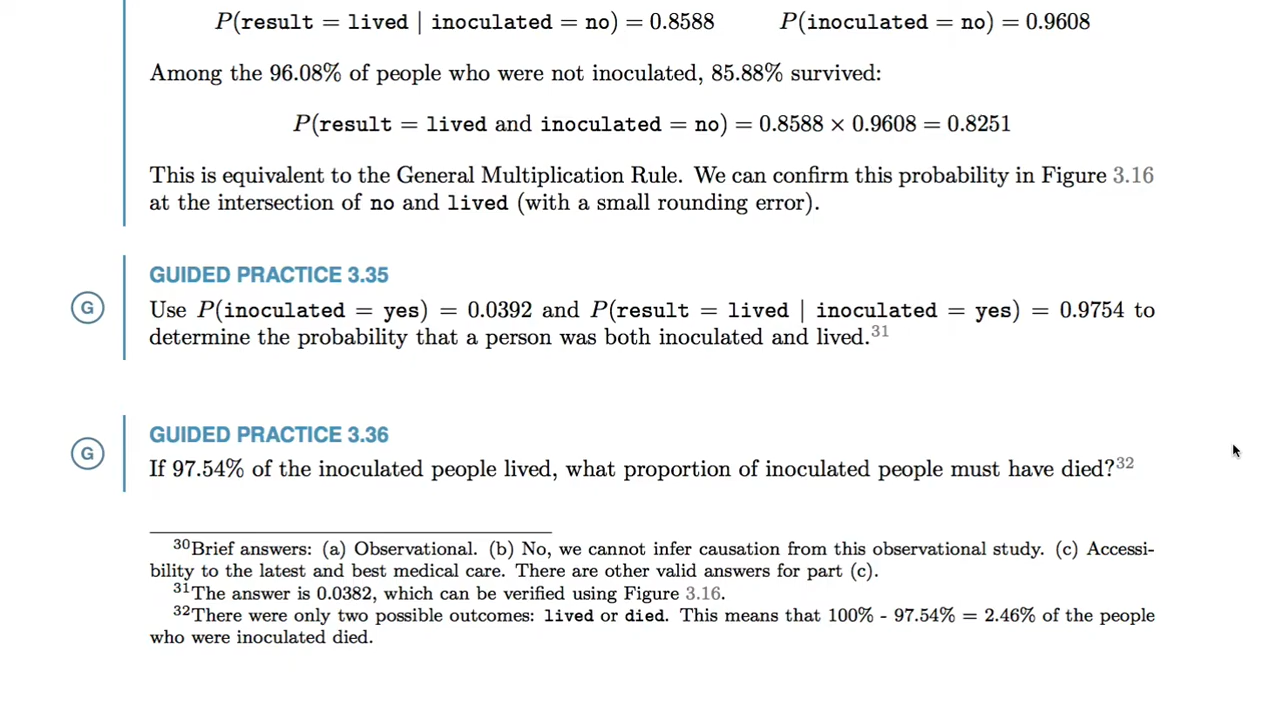 P(result = lived | inoculated = no) = 0.8588 P(inoculated = no) = 0.9608
Among the 96.08% of people who were not inoculated, 85.88% survived:
P(result = lived and inoculated = no) = 0.8588 × 0.9608 = 0.8251
This is equivalent to the General Multiplication Rule. We can confirm this probability in Figure 3.16
at the intersection of no and lived (with a small rounding error).
GUIDED PRACTICE 3.35
G
Use P(inoculated = yes) = 0.0392 and P(result = lived | inoculated = yes) = 0.9754 to
determine the probability that a person was both inoculated and lived.31
GUIDED PRACTICE 3.36
G
If 97.54% of the inoculated people lived, what proportion of inoculated people must have died?32
30Brief answers: (a) Observational. (b) No, we cannot infer causation from this observational study. (c) Accessi-
bility to the latest and best medical care. There are other valid answers for part (c).
31The answer is 0.0382, which can be verified using Figure 3.16.
32There were only two possible outcomes: lived or died. This means that 100% - 97.54% = 2.46% of the people
who were inoculated died.